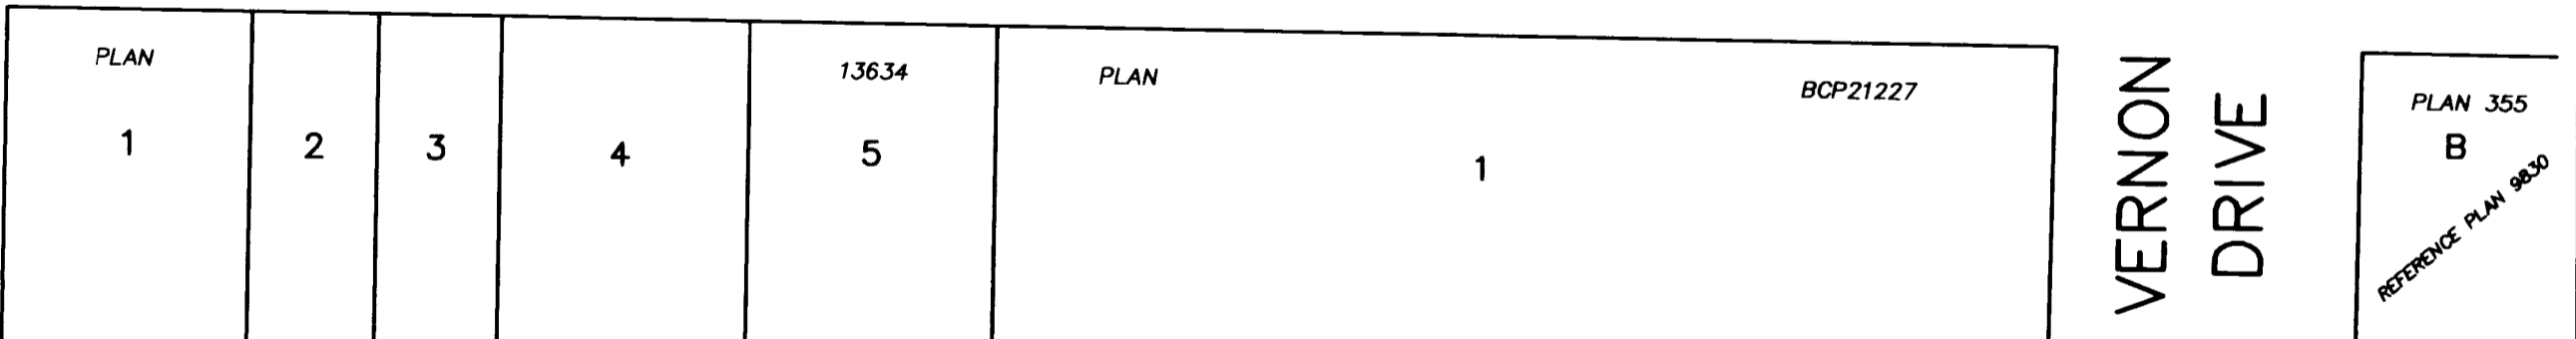 PLAN 13634
1 2 3 4 5
PLAN BCP21227
1
VERNON
DRIVE
PLAN 355
B
REFERENCE PLAN 9830